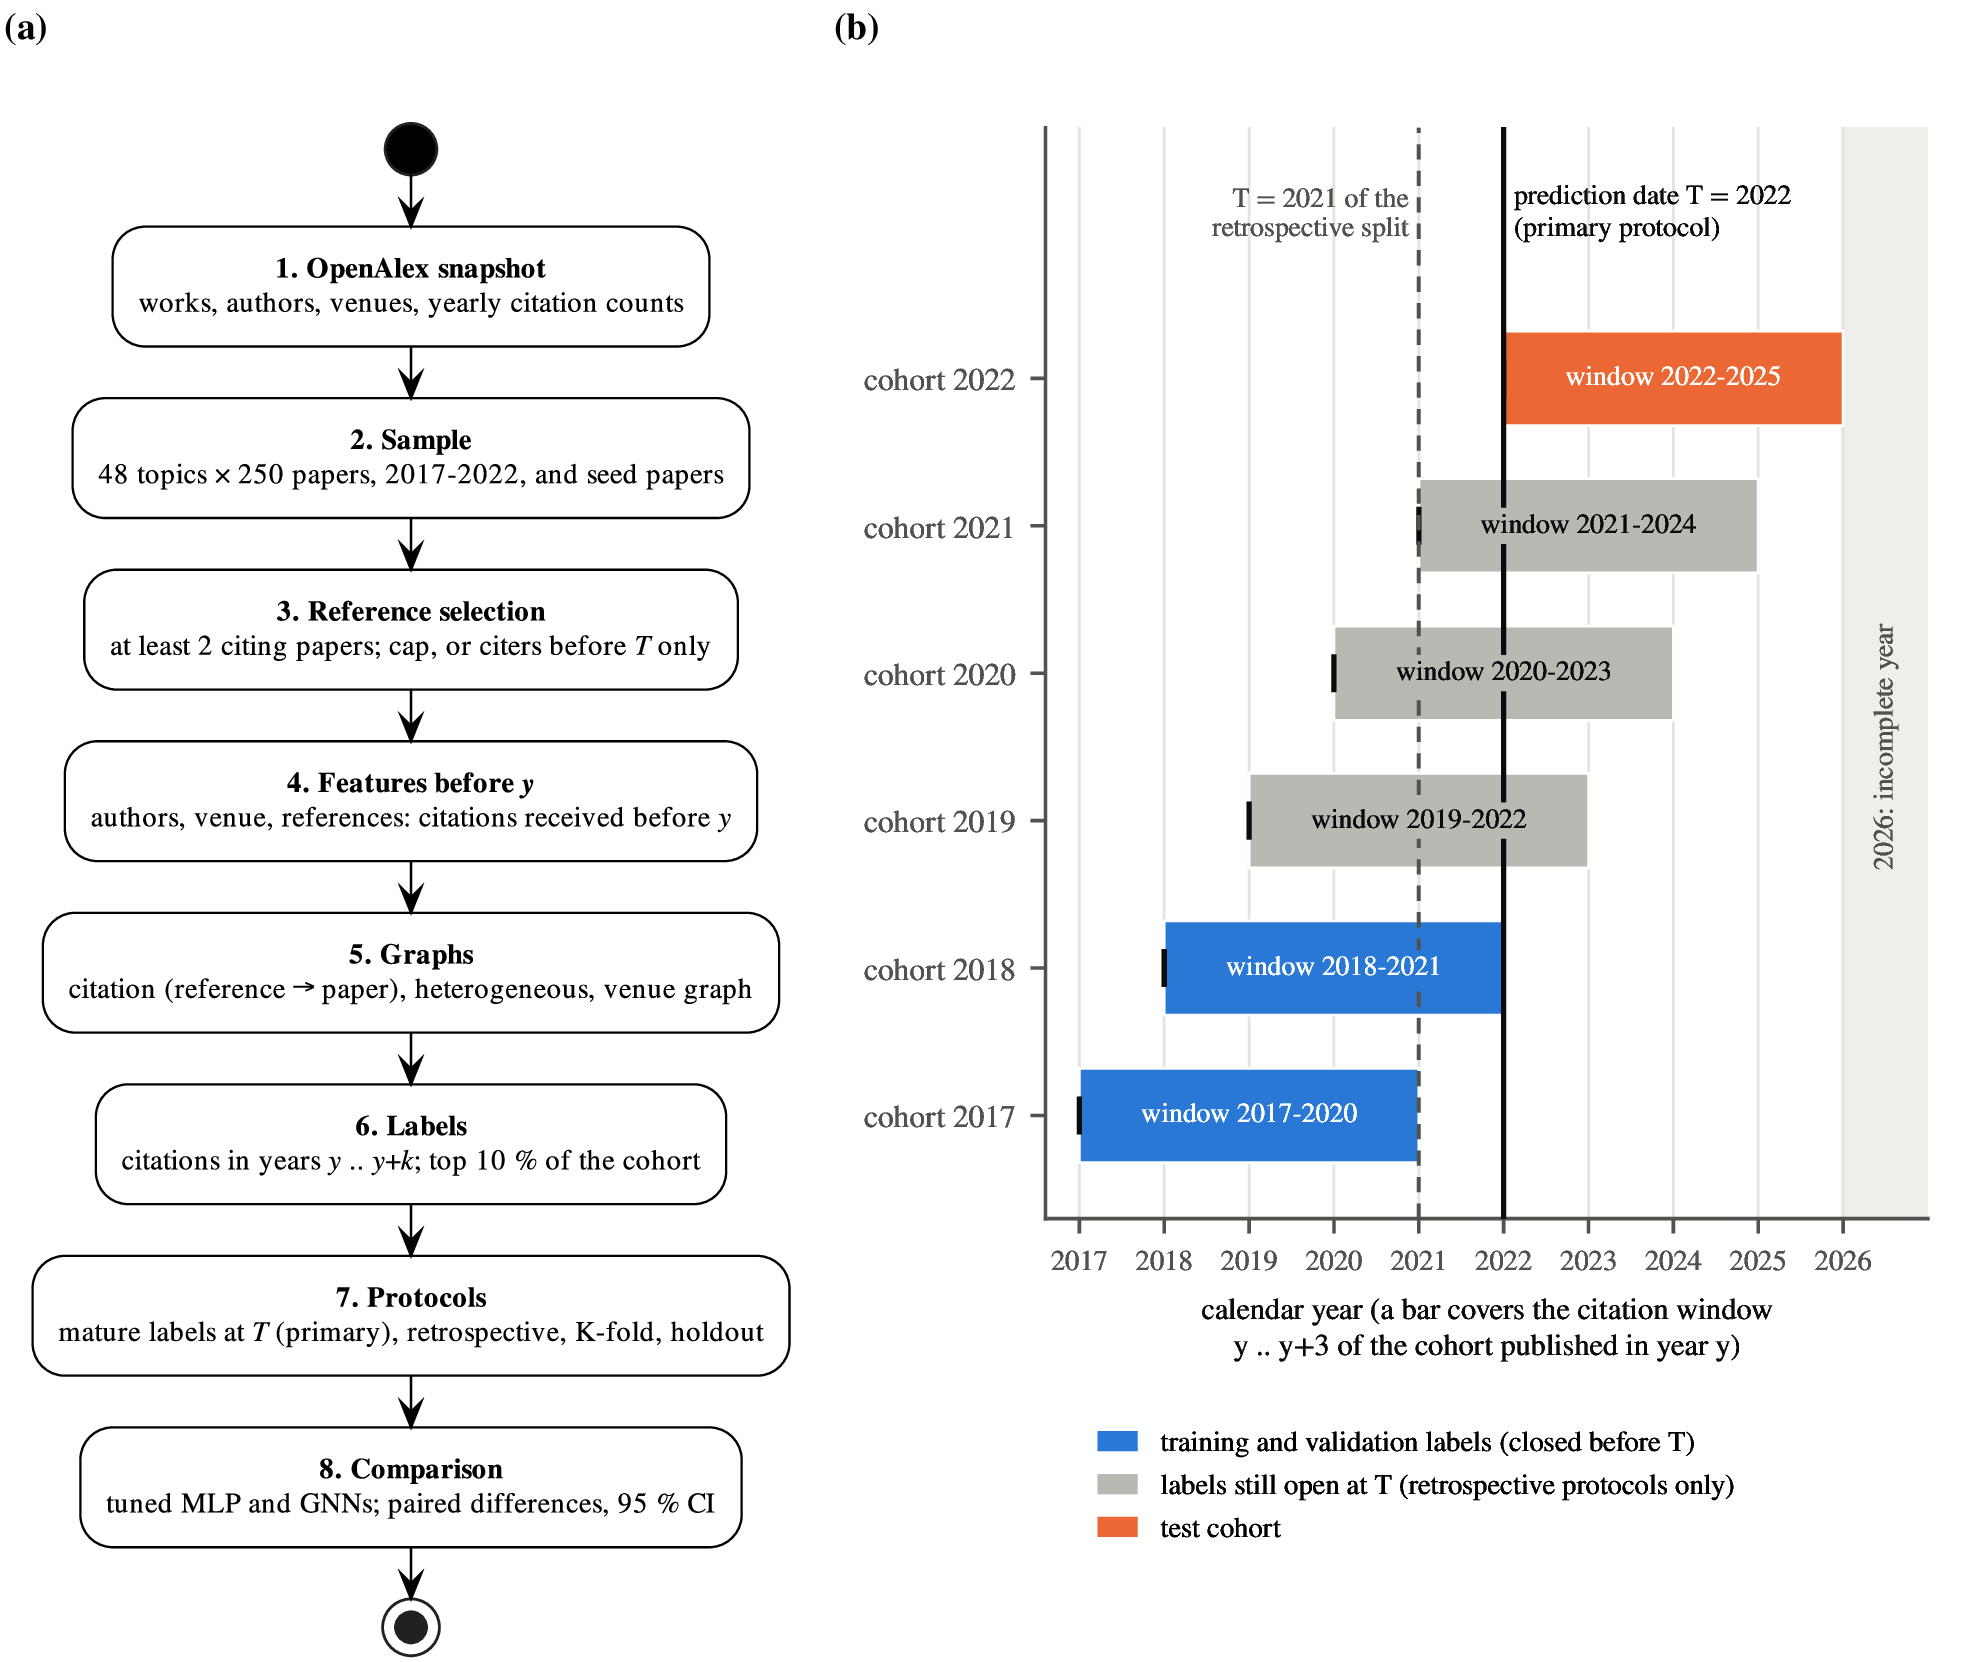 (a)
1. OpenAlex snapshot
works, authors, venues, yearly citation counts
2. Sample
48 topics × 250 papers, 2017-2022, and seed papers
3. Reference selection
at least 2 citing papers; cap, or citers before T only
4. Features before y
authors, venue, references: citations received before y
5. Graphs
citation (reference → paper), heterogeneous, venue graph
6. Labels
citations in years y .. y+k; top 10 % of the cohort
7. Protocols
mature labels at T (primary), retrospective, K-fold, holdout
8. Comparison
tuned MLP and GNNs; paired differences, 95 % CI
(b)
T = 2021 of the
retrospective split
prediction date T = 2022
(primary protocol)
cohort 2022
window 2022-2025
cohort 2021
window 2021-2024
cohort 2020
window 2020-2023
cohort 2019
window 2019-2022
cohort 2018
window 2018-2021
cohort 2017
window 2017-2020
2026: incomplete year
2017 2018 2019 2020 2021 2022 2023 2024 2025 2026
calendar year (a bar covers the citation window
y .. y+3 of the cohort published in year y)
training and validation labels (closed before T)
labels still open at T (retrospective protocols only)
test cohort